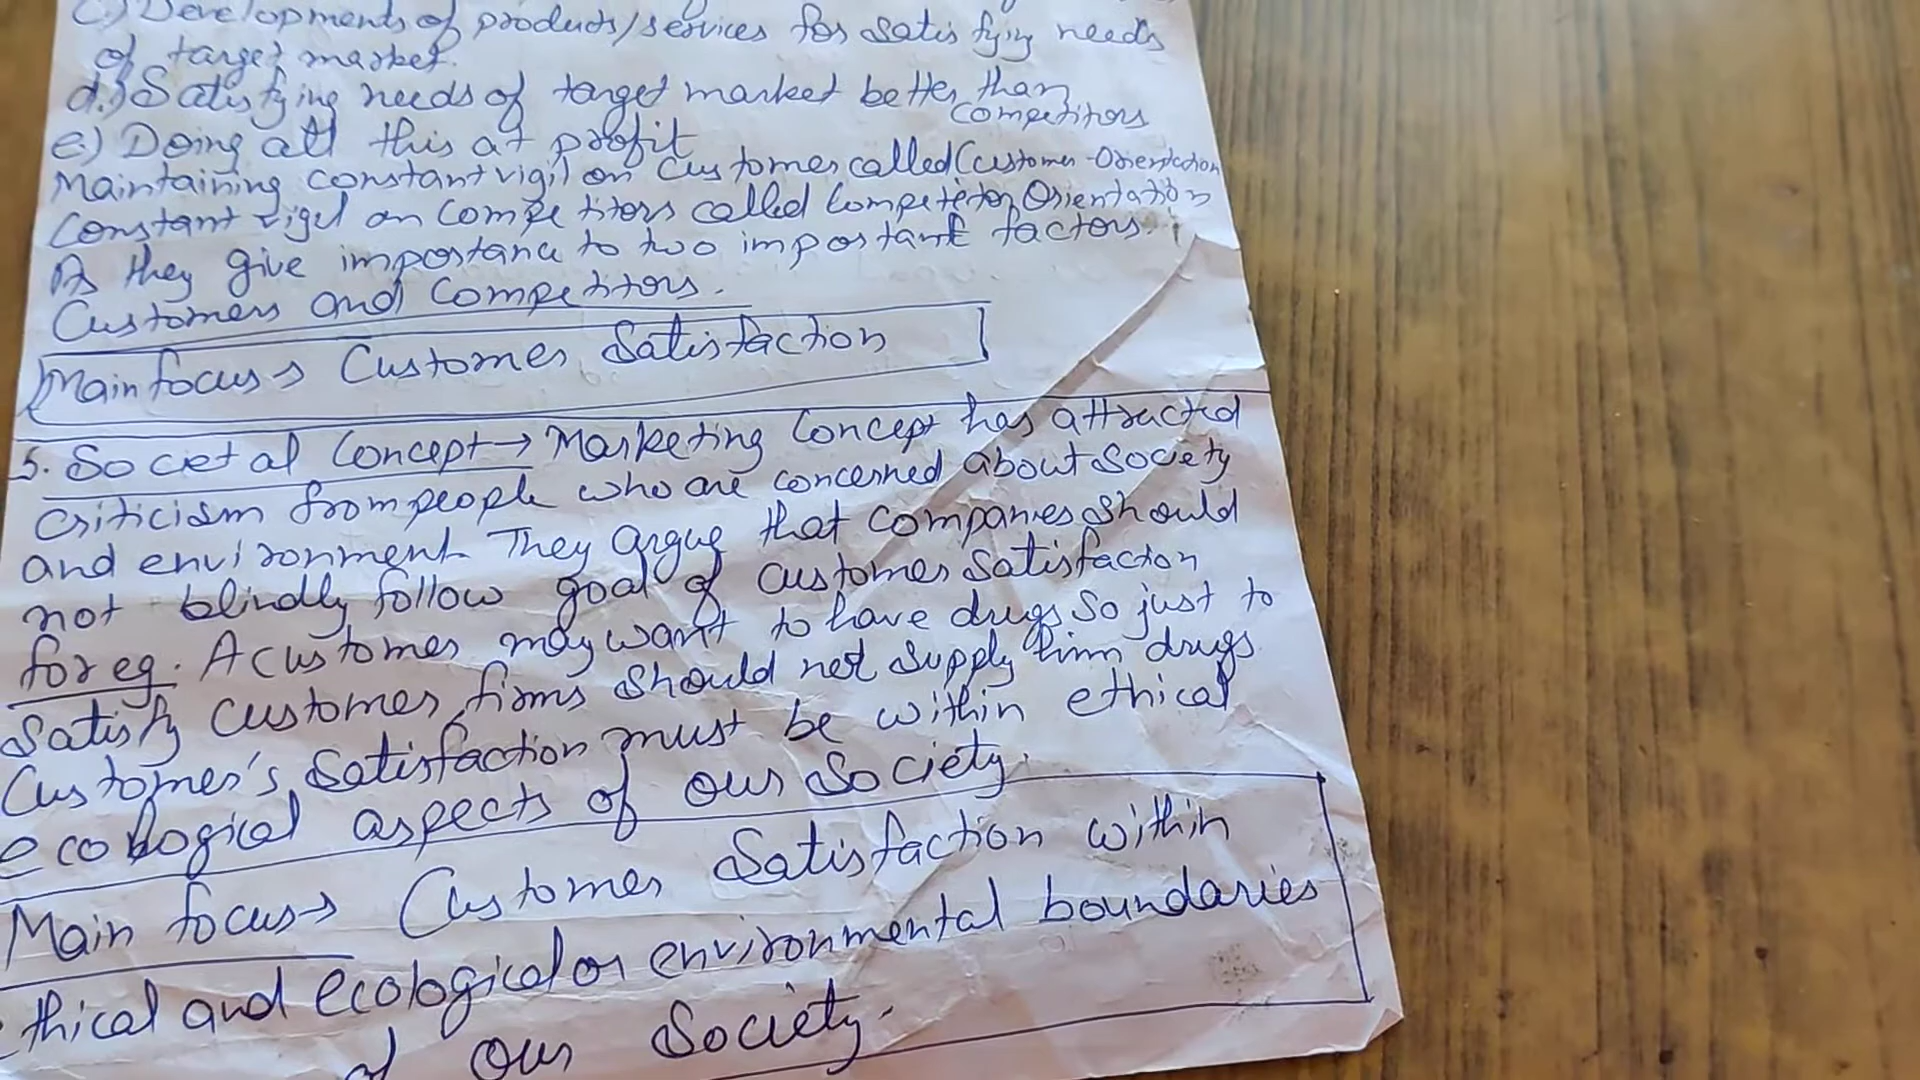 c.) Developments of products/services for satisfying needs
of target market.
d.) Satisfying needs of target market better than
competitors
e.) Doing all this at profit
Maintaining constant vigil on Customer called Customer-Orientation
Constant vigil on competitors called Competitor Orientation
As they give importance to two important factors:
Customers and Competitors.
Main focus → Customer Satisfaction
5. Societal Concept → Marketing Concept has attracted
criticism from people who are concerned about society
and environment. They argue that companies should
not blindly follow goal of customer satisfaction
for eg. A customer may want to have drugs so just to
satisfy customer, firms should not supply him drugs.
Customer's satisfaction must be within ethical
ecological aspects of our society.
Main focus → Customer Satisfaction within
ethical and ecological or environmental boundaries
of our Society.